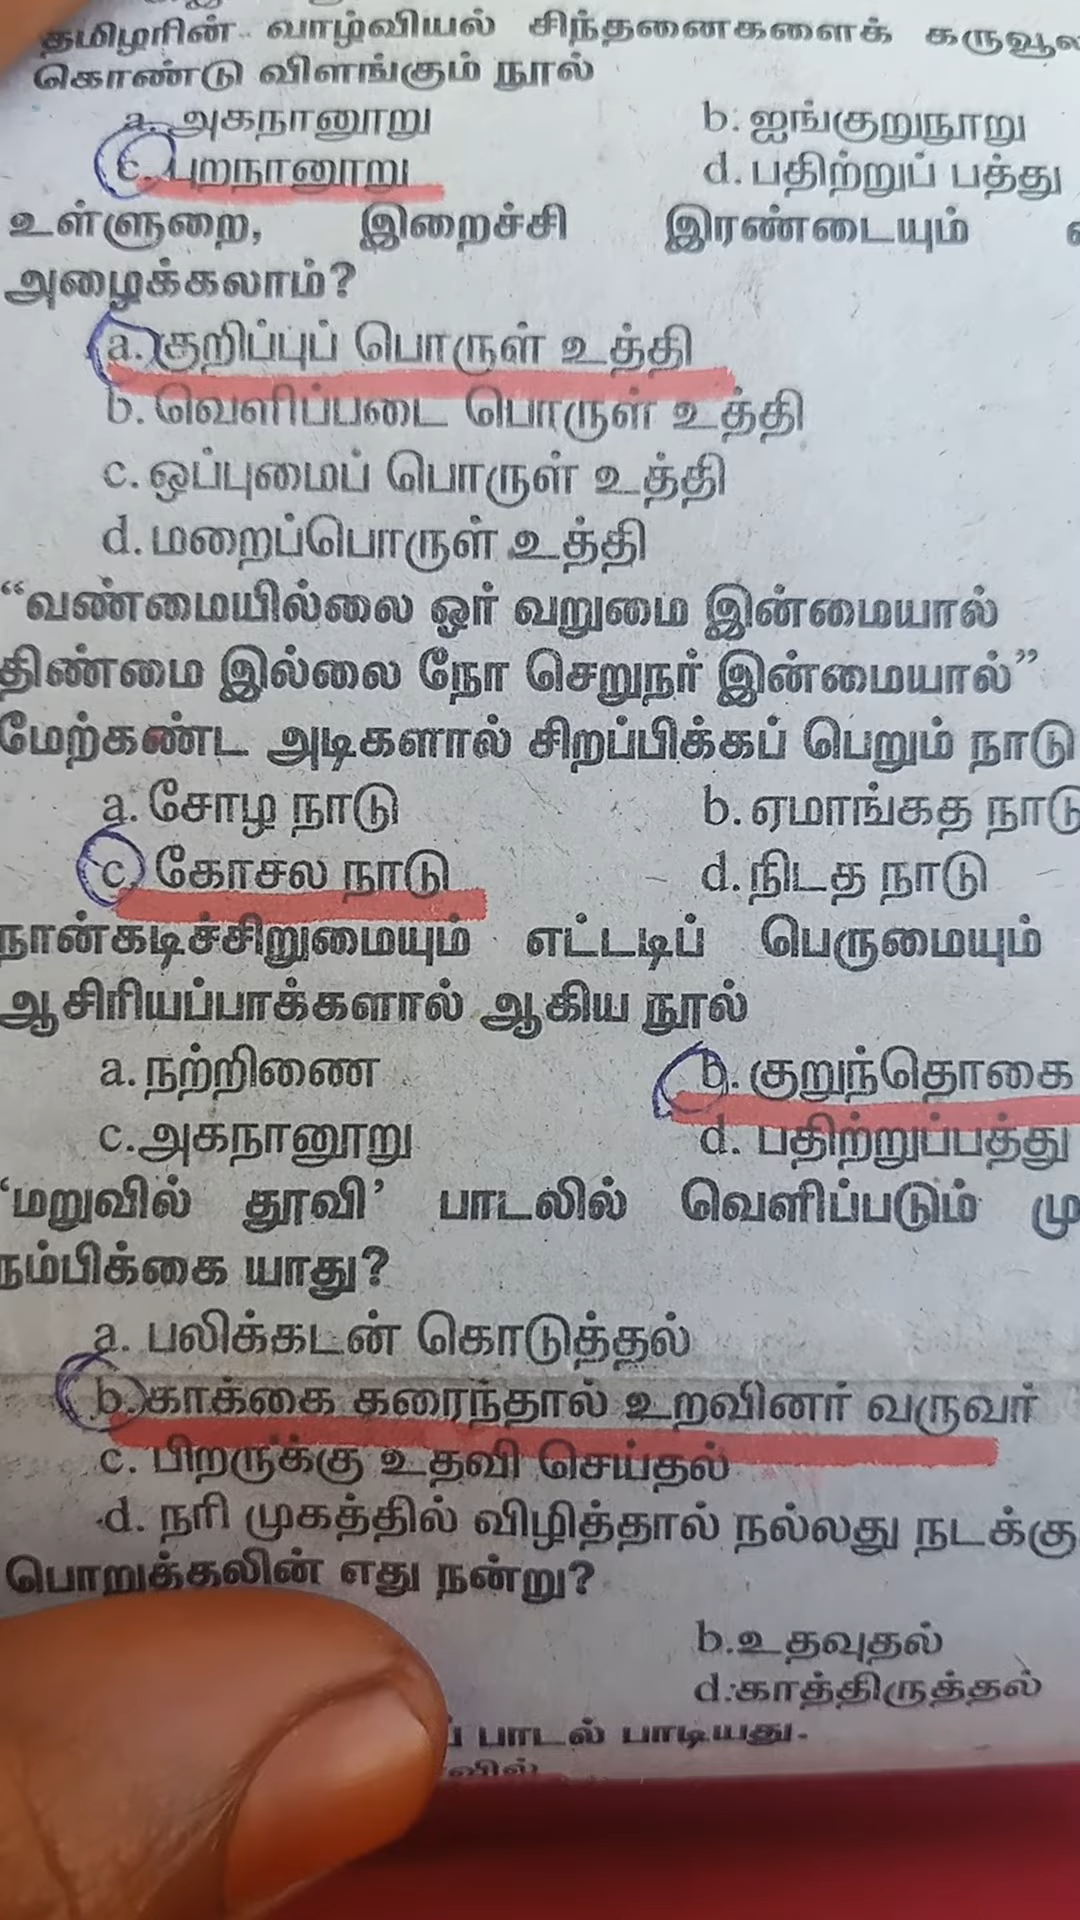 தமிழரின் வாழ்வியல் சிந்தனைகளைக்
கொண்டு விளங்கும் நூல்
a. அகநானூறு b. ஐங்குறுநூறு
c. புறநானூறு d. பதிற்றுப் பத்து
உள்ளுறை, இறைச்சி இரண்டையும்
அழைக்கலாம்?
a. குறிப்புப் பொருள் உத்தி
b. வெளிப்படை பொருள் உத்தி
c. ஒப்புமைப் பொருள் உத்தி
d. மறைப்பொருள் உத்தி
“வண்மையில்லை ஓர் வறுமை இன்மையால்
திண்மை இல்லை நோ செறுநர் இன்மையால்”
மேற்கண்ட அடிகளால் சிறப்பிக்கப் பெறும் நாடு
a. சோழ நாடு b. ஏமாங்கத நாடு
c. கோசல நாடு d. நிடத நாடு
நான்கடிச்சிறுமையும் எட்டடிப் பெருமையும்
ஆசிரியப்பாக்களால் ஆகிய நூல்
a. நற்றிணை b. குறுந்தொகை
c. அகநானூறு d. பதிற்றுப்பத்து
‘மறுவில் தூவி’ பாடலில் வெளிப்படும்
நம்பிக்கை யாது?
a. பலிக்கடன் கொடுத்தல்
b. காக்கை கரைந்தால் உறவினர் வருவர்
c. பிறருக்கு உதவி செய்தல்
d. நரி முகத்தில் விழித்தால் நல்லது
பொறுக்கலின் எது நன்று?
b. உதவுதல்
d. காத்திருத்தல்
பாடல் பாடியது.